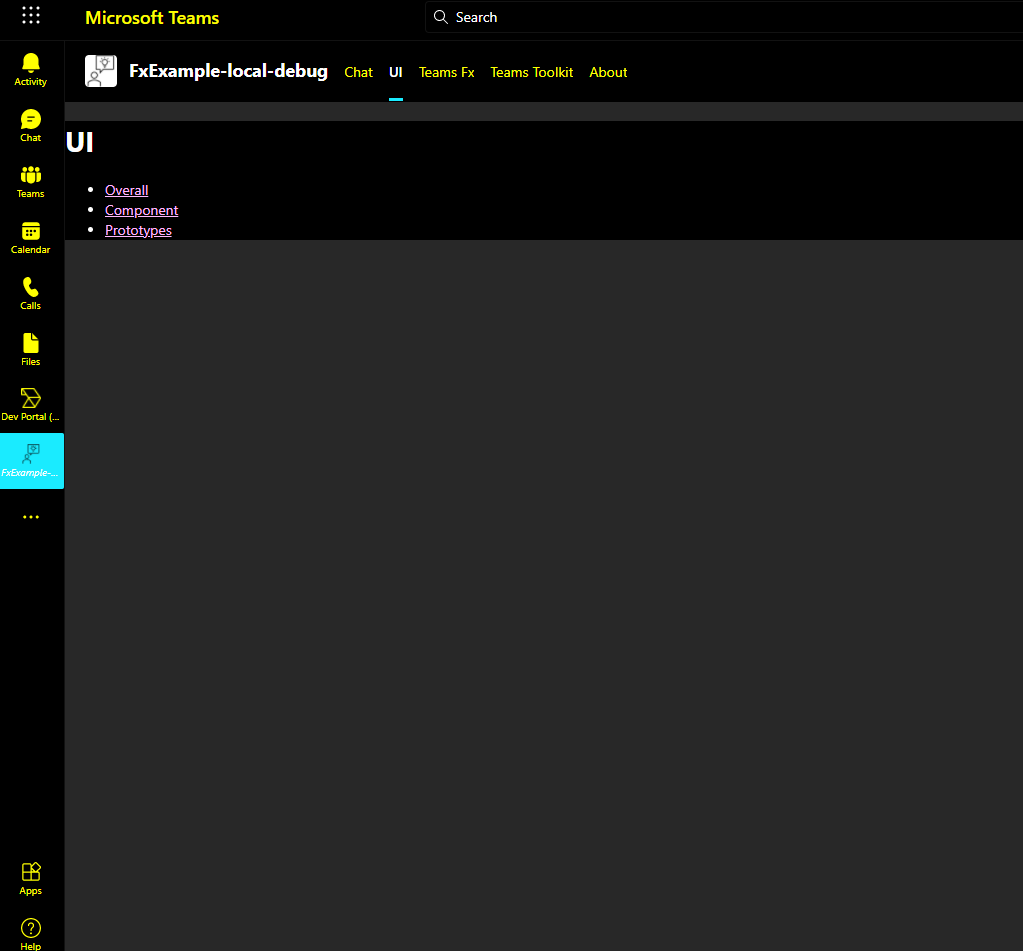 Microsoft Teams
Search
FxExample-local-debug Chat UI Teams Fx Teams Toolkit About
Activity
Chat
Teams
Calendar
Calls
Files
Dev Portal (...
FxExample-...
Apps
Help
UI
Overall
Component
Prototypes